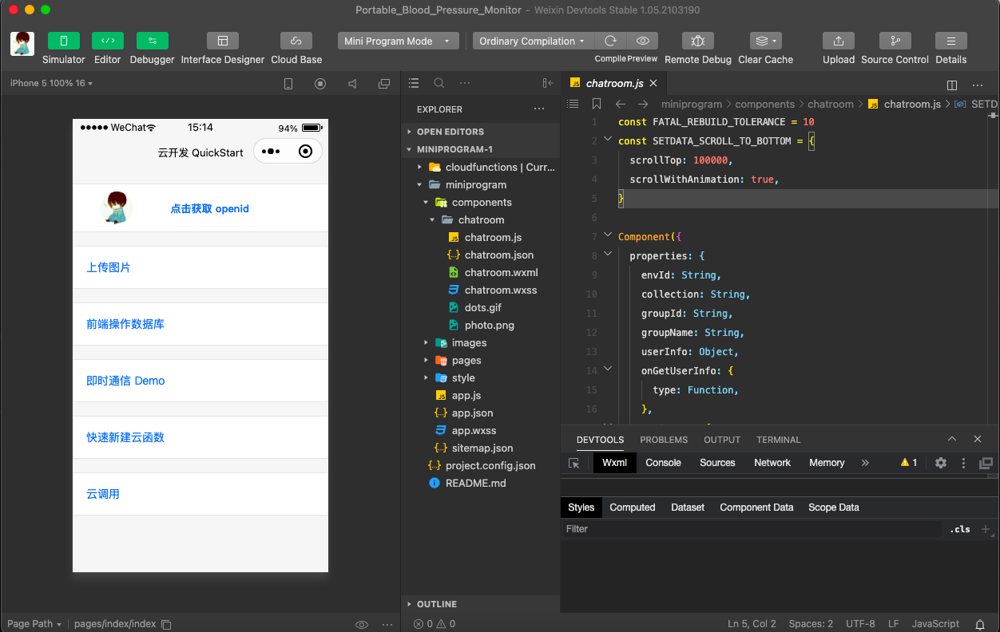 Portable_Blood_Pressure_Monitor - Weixin Devtools Stable 1.05.2103190
Simulator Editor Debugger Interface Designer Cloud Base
Mini Program Mode Ordinary Compilation
Compile Preview Remote Debug Clear Cache Upload Source Control Details
iPhone 5 100% 16
WeChat 15:14 94%
云开发 QuickStart
点击获取 openid
上传图片
前端操作数据库
即时通信 Demo
快速新建云函数
云调用
Page Path pages/index/index
EXPLORER
OPEN EDITORS
MINIPROGRAM-1
cloudfunctions | Curr...
miniprogram
components
chatroom
JS chatroom.js
{..} chatroom.json
chatroom.wxml
chatroom.wxss
dots.gif
photo.png
images
pages
style
JS app.js
{..} app.json
app.wxss
{..} sitemap.json
{..} project.config.json
README.md
OUTLINE
0 0
JS chatroom.js
miniprogram > components > chatroom > JS chatroom.js > SETD
1 const FATAL_REBUILD_TOLERANCE = 10
2 const SETDATA_SCROLL_TO_BOTTOM = {
3 scrollTop: 100000,
4 scrollWithAnimation: true,
5 }
6
7 Component({
8 properties: {
9 envId: String,
10 collection: String,
11 groupId: String,
12 groupName: String,
13 userInfo: Object,
14 onGetUserInfo: {
15 type: Function,
16 },
DEVTOOLS PROBLEMS OUTPUT TERMINAL
Wxml Console Sources Network Memory » 1
Styles Computed Dataset Component Data Scope Data
Filter .cls +
Ln 5, Col 2 Spaces: 2 UTF-8 LF JavaScript